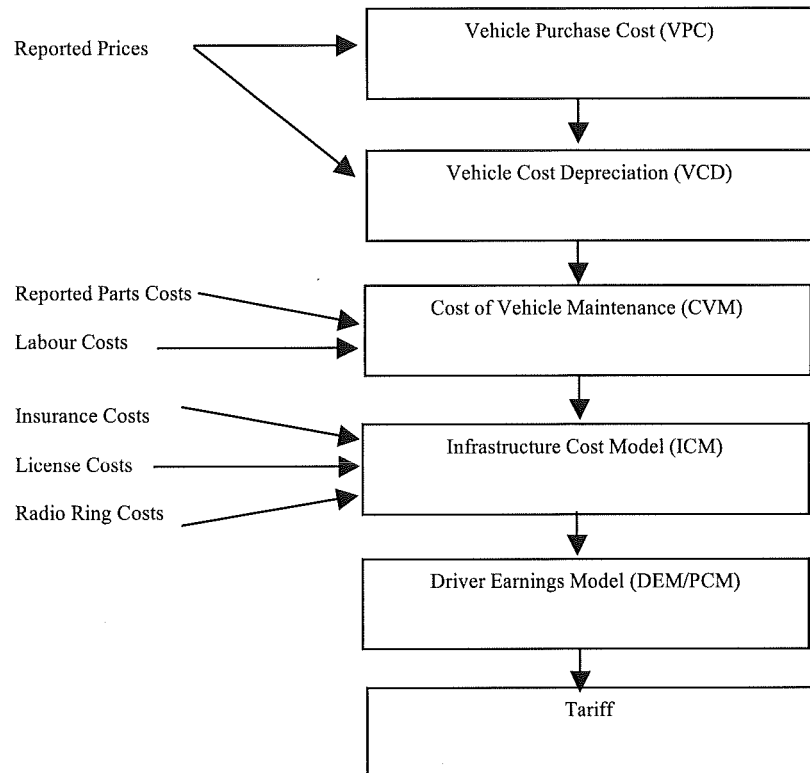 Vehicle Purchase Cost (VPC)
Reported Prices
Vehicle Cost Depreciation (VCD)
Reported Parts Costs
Cost of Vehicle Maintenance (CVM)
Labour Costs
Insurance Costs
Infrastructure Cost Model (ICM)
License Costs
Radio Ring Costs
Driver Earnings Model (DEM/PCM)
Tariff